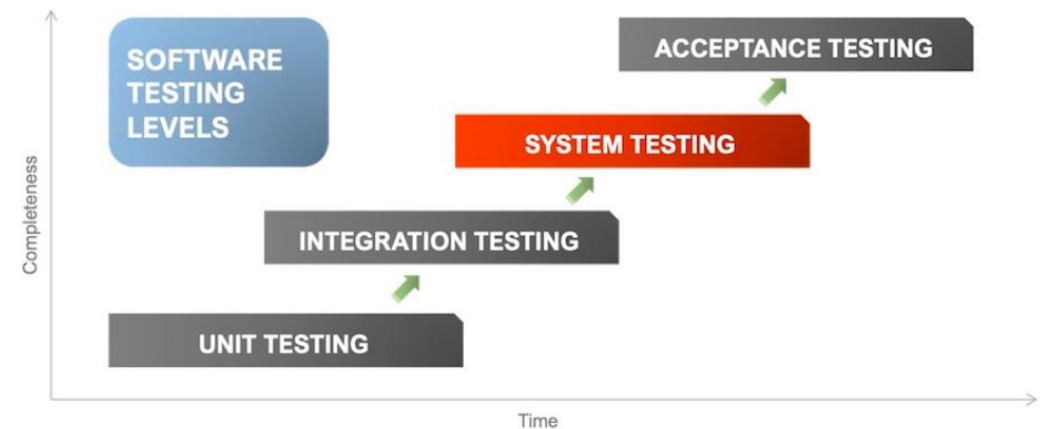 SOFTWARE
TESTING
LEVELS
ACCEPTANCE TESTING
SYSTEM TESTING
INTEGRATION TESTING
UNIT TESTING
Completeness
Time